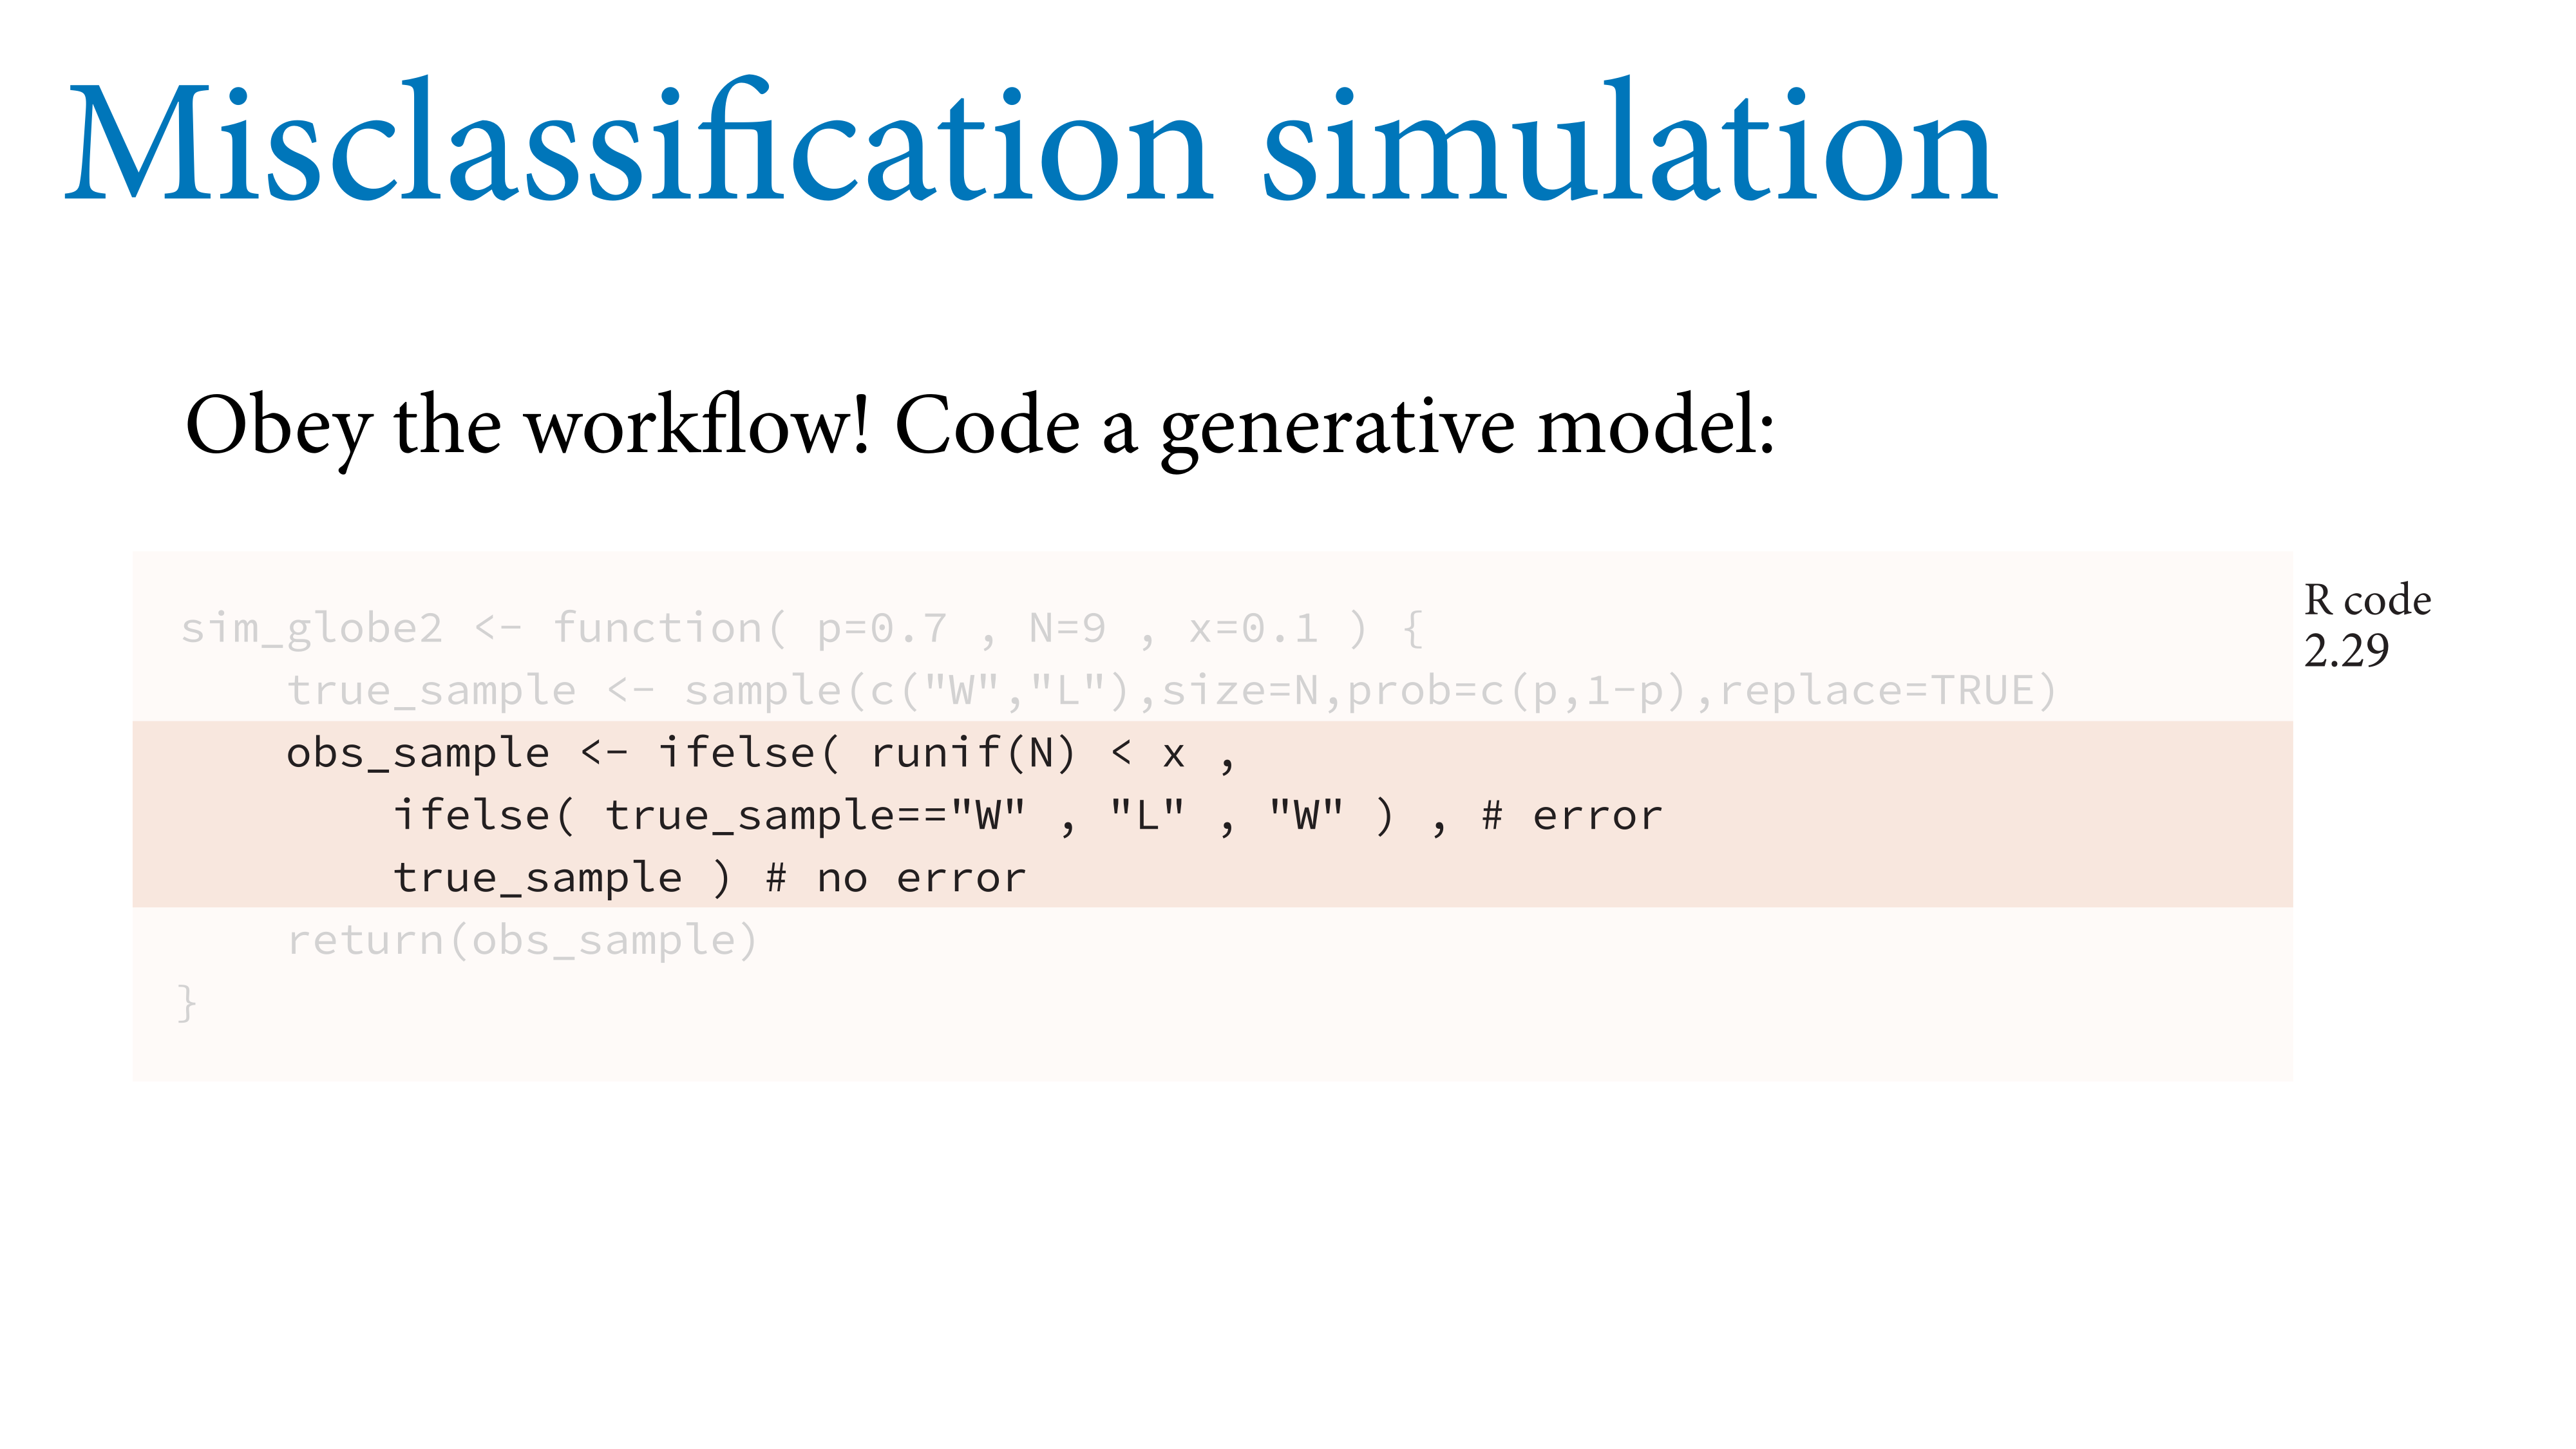 Misclassification simulation
Obey the workflow! Code a generative model:
R code
2.29
sim_globe2 <- function( p=0.7 , N=9 , x=0.1 ) {
    true_sample <- sample(c("W","L"),size=N,prob=c(p,1-p),replace=TRUE)
    obs_sample <- ifelse( runif(N) < x ,
        ifelse( true_sample=="W" , "L" , "W" ) , # error
        true_sample ) # no error
    return(obs_sample)
}